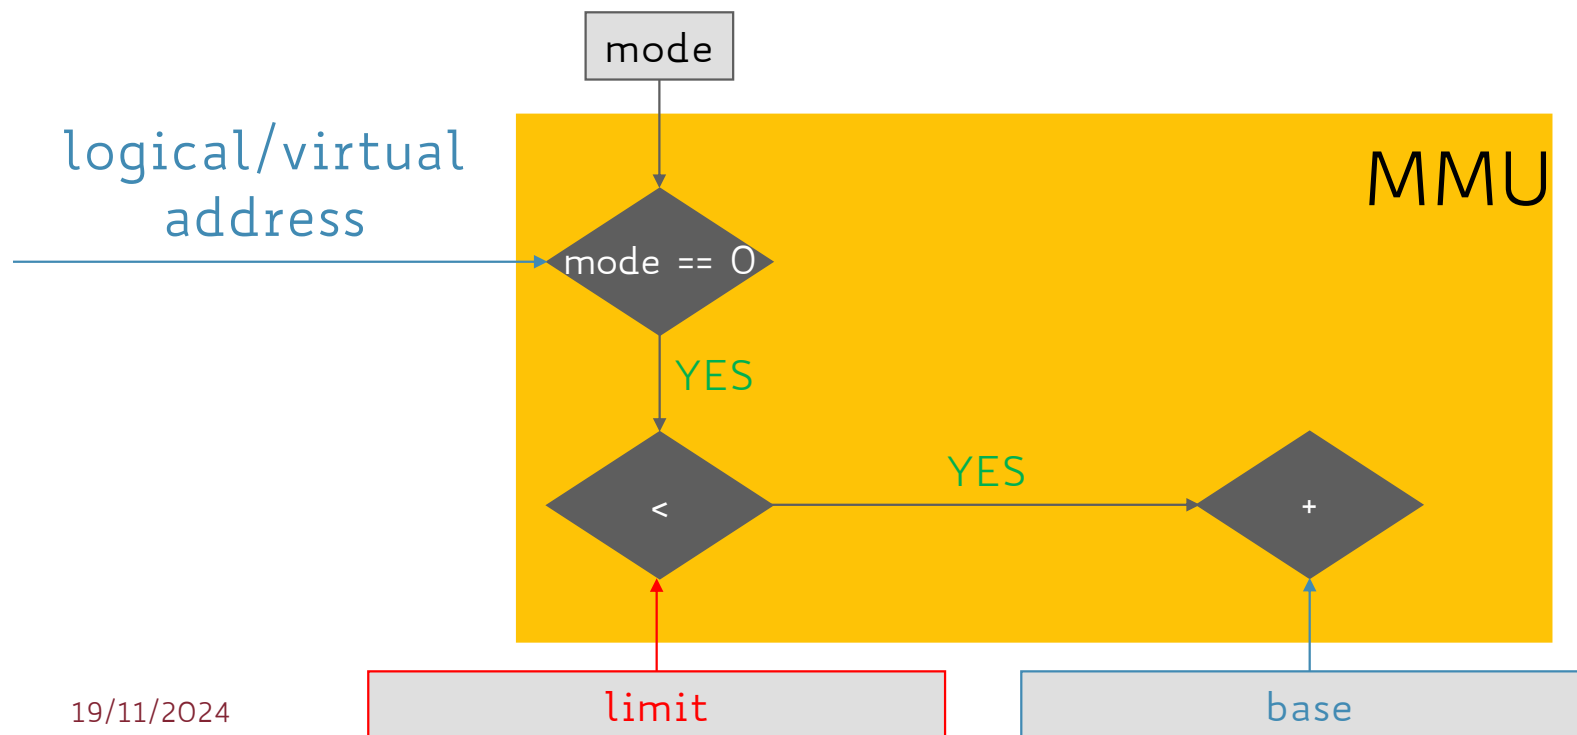 mode
logical/virtual
address
MMU
mode == 0
YES
YES
<
+
limit
base
19/11/2024